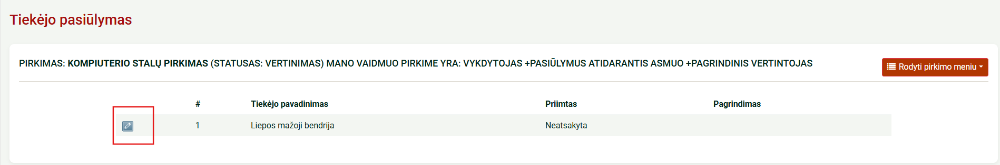 Tiekėjo pasiūlymas
PIRKIMAS: KOMPIUTERIO STALŲ PIRKIMAS (STATUSAS: VERTINIMAS) MANO VAIDMUO PIRKIME YRA: VYKDYTOJAS +PASIŪLYMUS ATIDARANTIS ASMUO +PAGRINDINIS VERTINTOJAS
Rodyti pirkimo meniu
# Tiekėjo pavadinimas Priimtas Pagrindimas
1 Liepos mažoji bendrija Neatsakyta